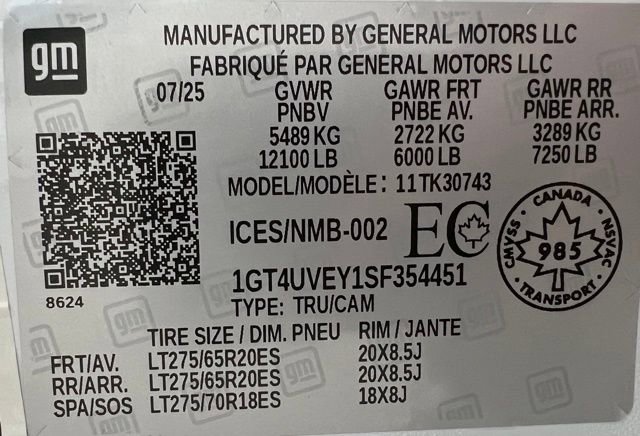 gm
MANUFACTURED BY GENERAL MOTORS LLC
FABRIQUÉ PAR GENERAL MOTORS LLC
07/25 GVWR GAWR FRT GAWR RR
PNBV PNBE AV. PNBE ARR.
5489 KG 2722 KG 3289 KG
12100 LB 6000 LB 7250 LB
MODEL/MODÈLE: 11TK30743
ICES/NMB-002 EC
CMVSS · CANADA · NSVAC
985
· TRANSPORT ·
1GT4UVEY1SF354451
8624
TYPE: TRU/CAM
TIRE SIZE / DIM. PNEU RIM / JANTE
FRT/AV. LT275/65R20ES 20X8.5J
RR/ARR. LT275/65R20ES 20X8.5J
SPA/SOS LT275/70R18ES 18X8J